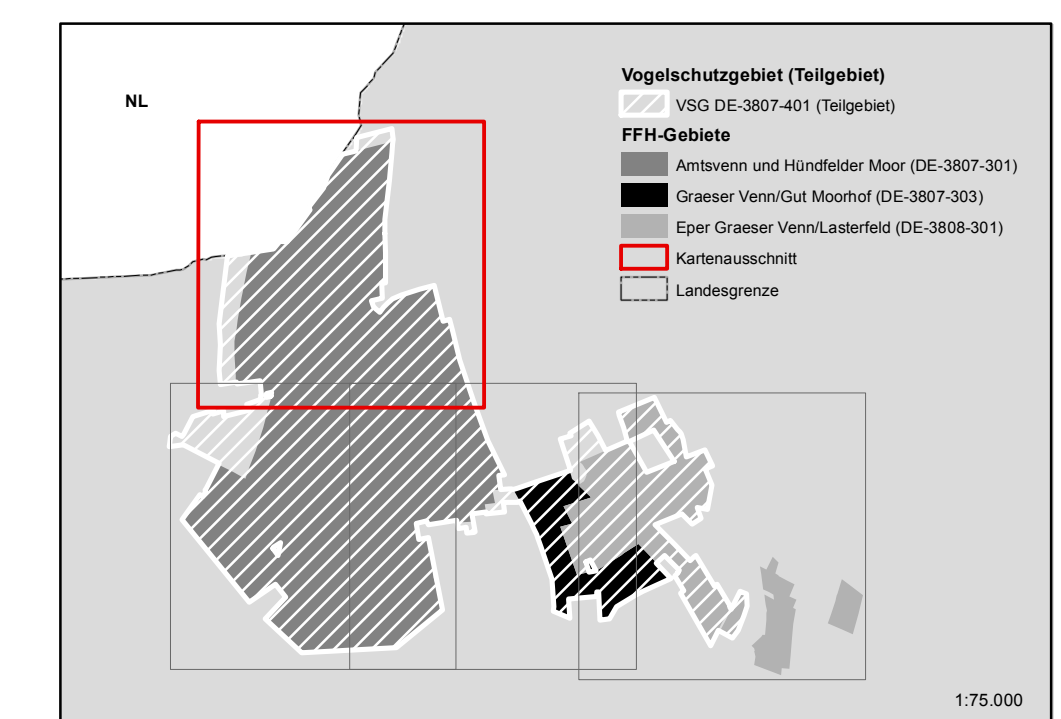 NL
Vogelschutzgebiet (Teilgebiet)
VSG DE-3807-401 (Teilgebiet)
FFH-Gebiete
Amtsvenn und Hündfelder Moor (DE-3807-301)
Graeser Venn/Gut Moorhof (DE-3807-303)
Eper Graeser Venn/Lasterfeld (DE-3808-301)
Kartenausschnitt
Landesgrenze
1:75.000